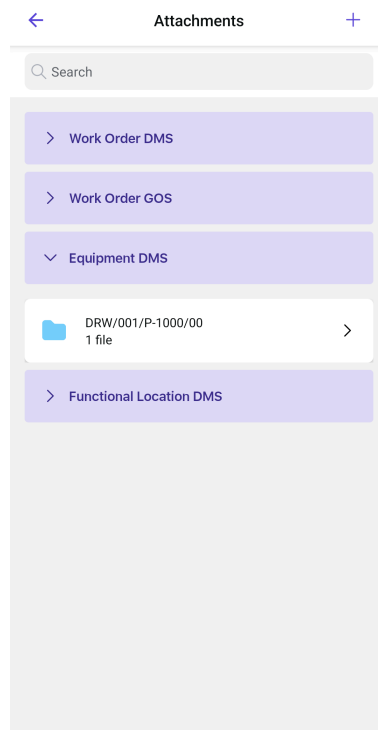 Attachments
Search
Work Order DMS
Work Order GOS
Equipment DMS
DRW/001/P-1000/00
1 file
Functional Location DMS